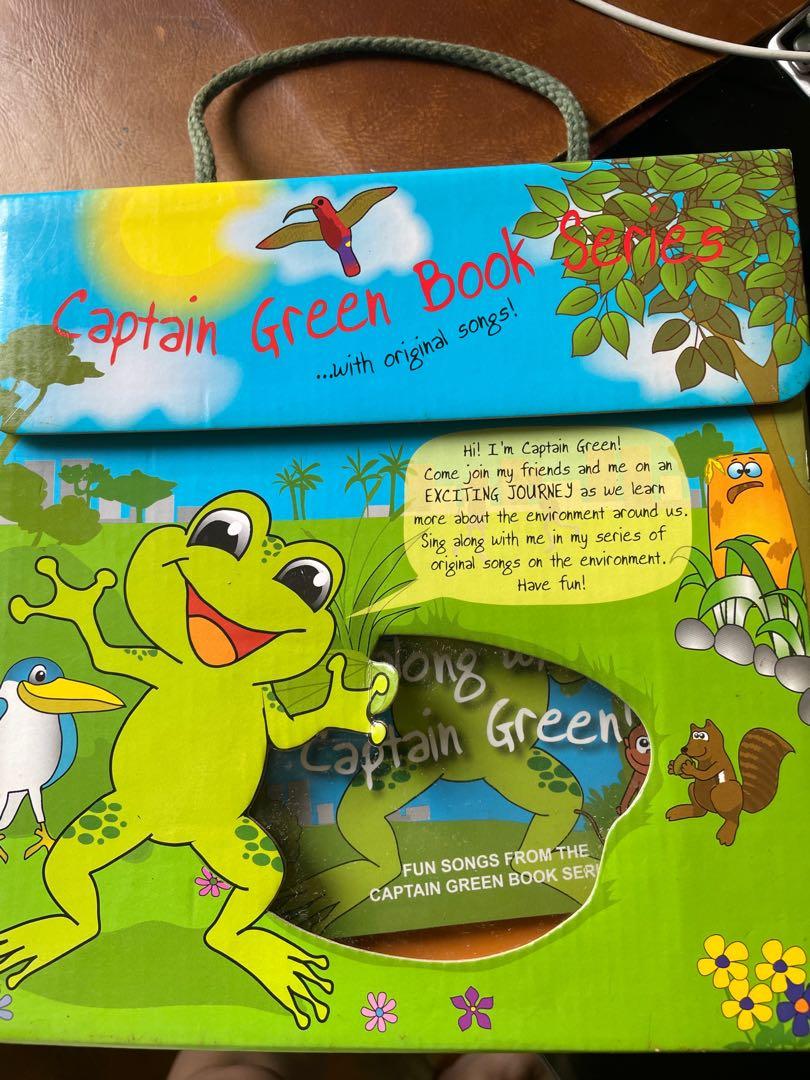 Captain Green Book Series
...with original songs!
Hi! I'm Captain Green!
Come join my friends and me on an
EXCITING JOURNEY as we learn
more about the environment around us.
Sing along with me in my series of
original songs on the environment.
Have fun!
along
Captain Green!
FUN SONGS FROM THE
CAPTAIN GREEN BOOK